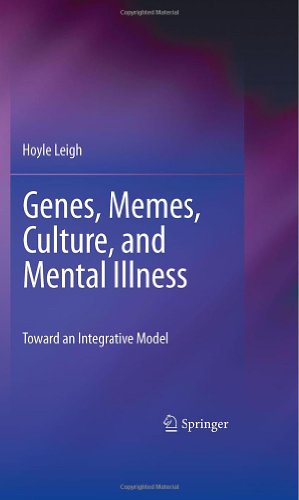 Hoyle Leigh
Genes, Memes,
Culture, and
Mental Illness
Toward an Integrative Model
Springer